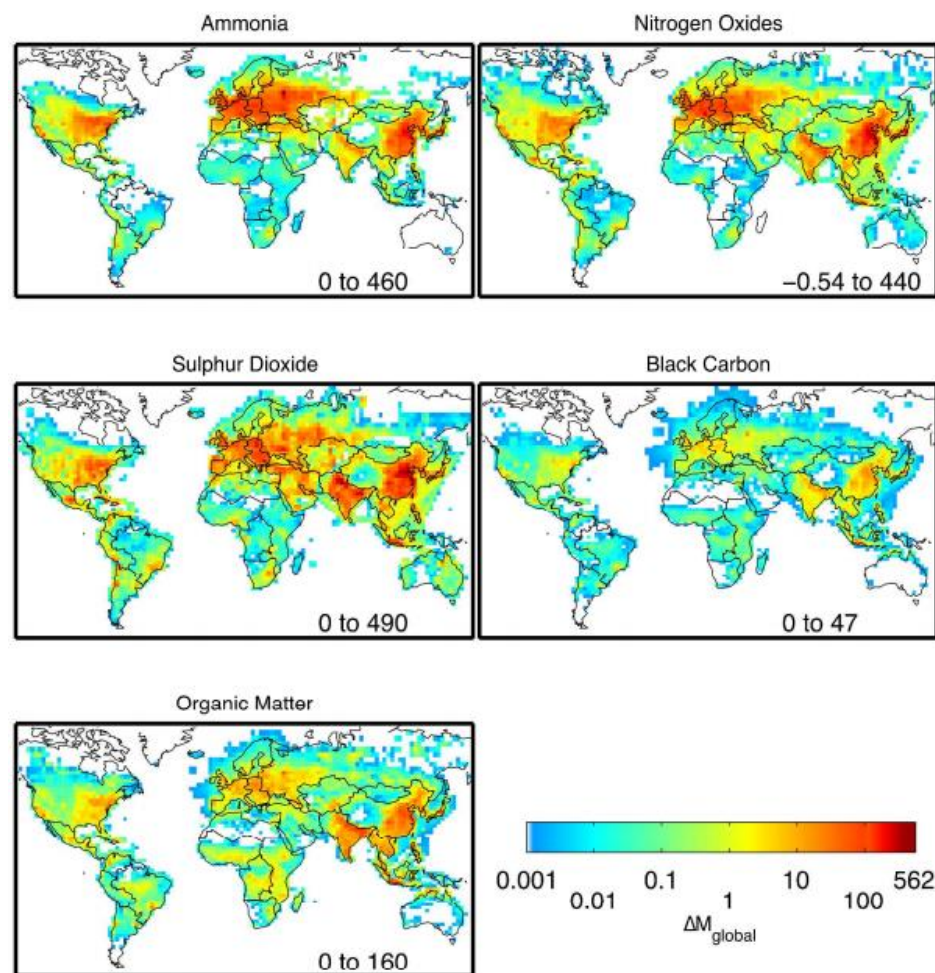 Ammonia
Nitrogen Oxides
0 to 460
−0.54 to 440
Sulphur Dioxide
Black Carbon
0 to 490
0 to 47
Organic Matter
0 to 160
0.001 0.1 10 562
0.01 1 100
ΔM_global